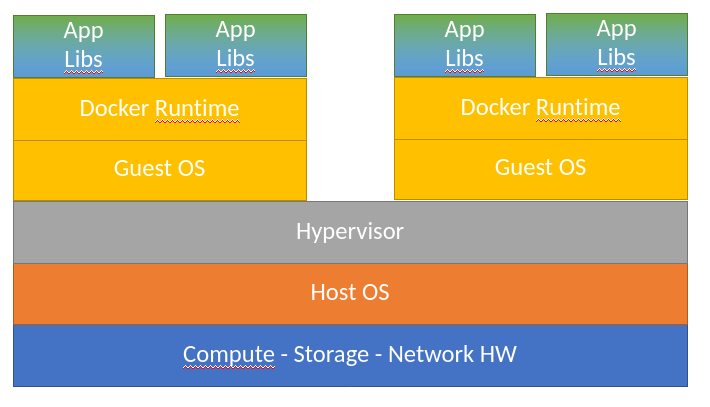 App
Libs
App
Libs
App
Libs
App
Libs
Docker Runtime
Docker Runtime
Guest OS
Guest OS
Hypervisor
Host OS
Compute - Storage - Network HW